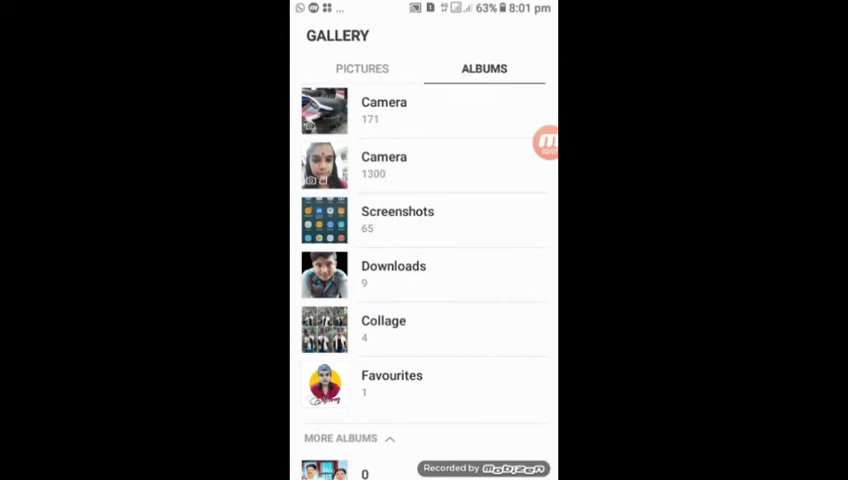 ... 63% 8:01 pm
GALLERY
PICTURES ALBUMS
Camera
171
Camera
1300
Screenshots
65
Downloads
9
Collage
4
Favourites
1
MORE ALBUMS
0
Recorded by mobizen